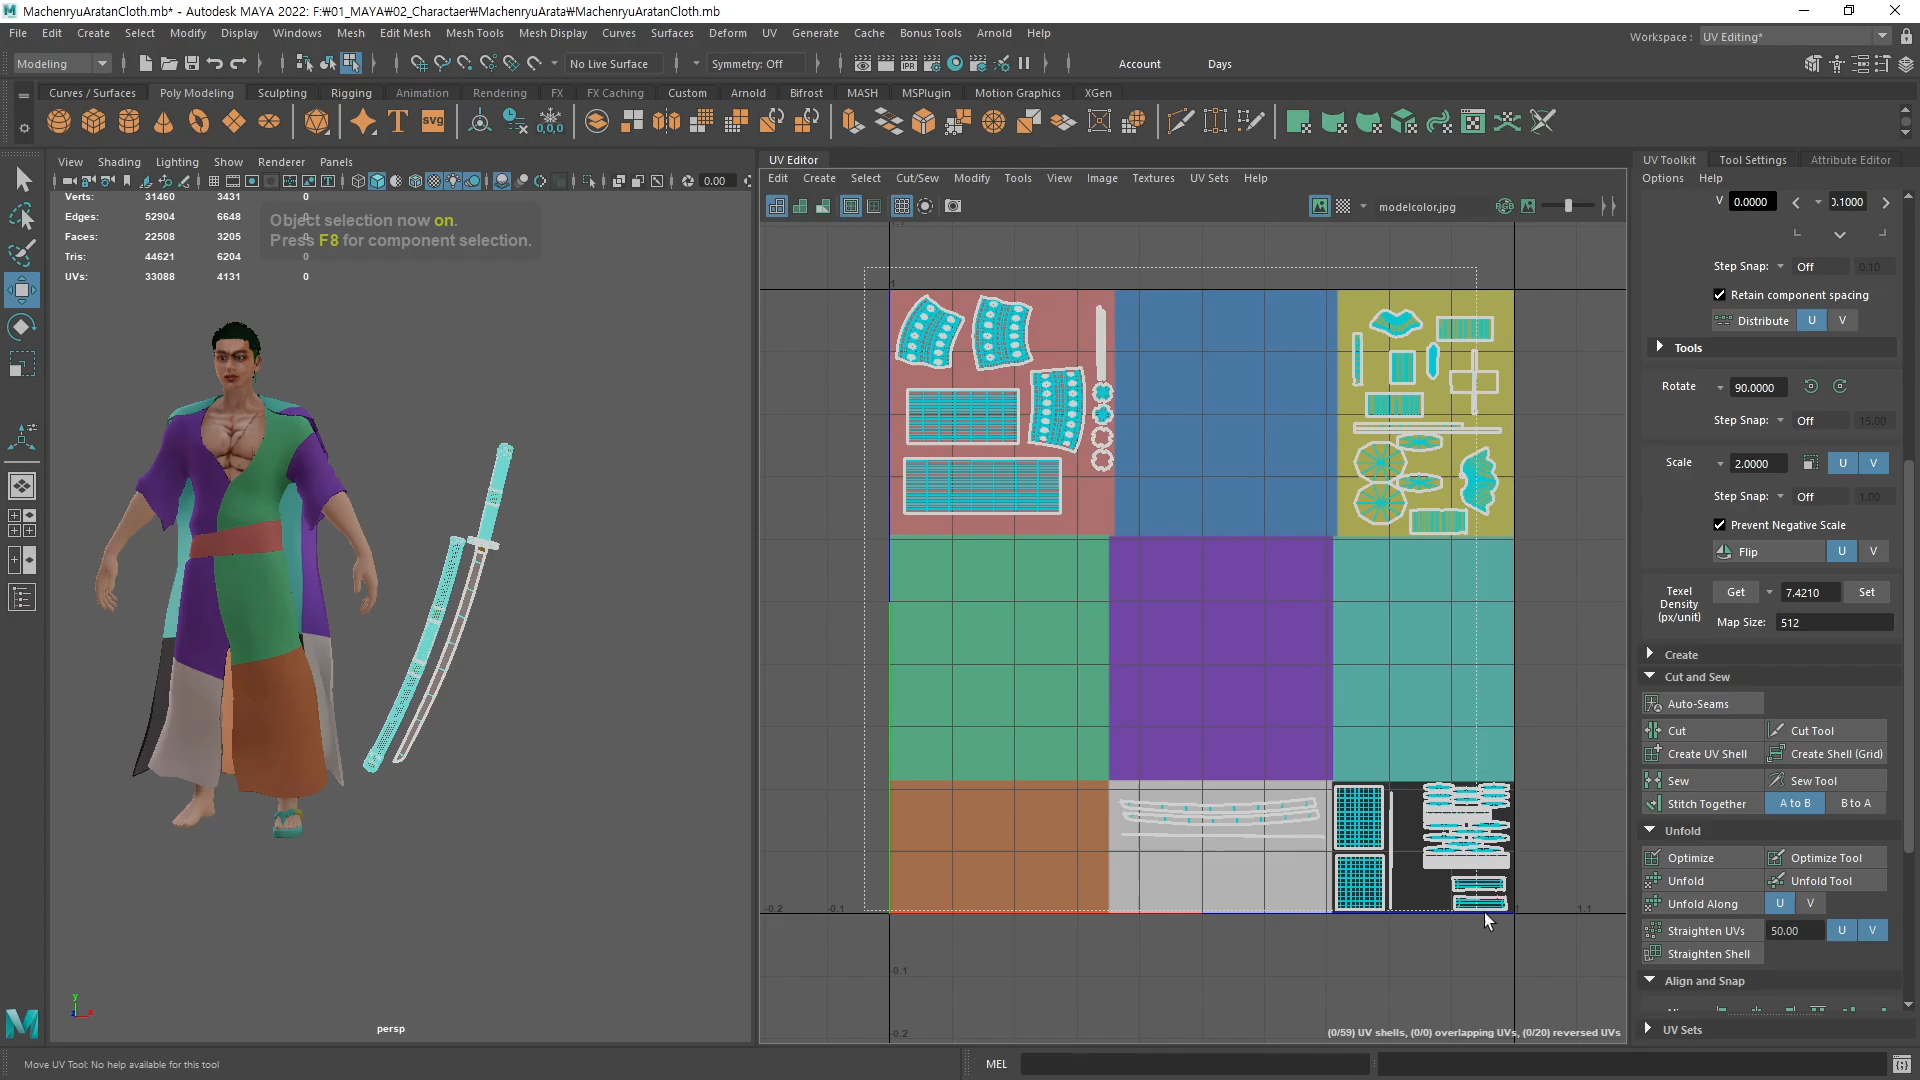 MachenryuAratanCloth.mb* - Autodesk MAYA 2022: F:₩01_MAYA₩02_Charactaer₩MachenryuArata₩MachenryuAratanCloth.mb
File Edit Create Select Modify Display Windows Mesh Edit Mesh Mesh Tools Mesh Display Curves Surfaces Deform UV Generate Cache Bonus Tools Arnold Help
Workspace : UV Editing*
Modeling No Live Surface Symmetry: Off Account Days
Curves / Surfaces Poly Modeling Sculpting Rigging Animation Rendering FX FX Caching Custom Arnold Bifrost MASH MSPlugin Motion Graphics XGen
View Shading Lighting Show Renderer Panels
0.00
Verts: 31460 3431 0
Edges: 52904 6648 0
Faces: 22508 3205 0
Tris: 44621 6204 0
UVs: 33088 4131 0
Object selection now on.
Press F8 for component selection.
persp
UV Editor
Edit Create Select Cut/Sew Modify Tools View Image Textures UV Sets Help
modelcolor.jpg
1
-0.2 -0.1 1 1.1
-0.1
-0.2
(0/59) UV shells, (0/0) overlapping UVs, (0/20) reversed UVs
UV Toolkit Tool Settings Attribute Editor
Options Help
V 0.0000 0.1000
Step Snap: Off 0.10
Retain component spacing
Distribute U V
Tools
Rotate 90.0000
Step Snap: Off 15.00
Scale 2.0000 U V
Step Snap: Off 1.00
Prevent Negative Scale
Flip U V
Texel Density (px/unit) Get 7.4210 Set
Map Size: 512
Create
Cut and Sew
Auto-Seams
Cut Cut Tool
Create UV Shell Create Shell (Grid)
Sew Sew Tool
Stitch Together A to B B to A
Unfold
Optimize Optimize Tool
Unfold Unfold Tool
Unfold Along U V
Straighten UVs 50.00 U V
Straighten Shell
Align and Snap
UV Sets
Move UV Tool: No help available for this tool
MEL